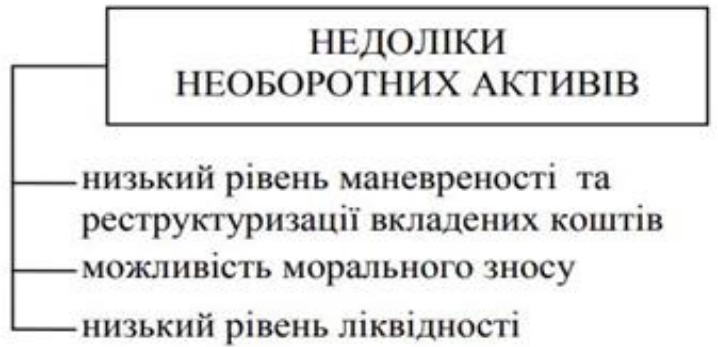 НЕДОЛІКИ
НЕОБОРОТНИХ АКТИВІВ
низький рівень маневреності та
реструктуризації вкладених коштів
можливість морального зносу
низький рівень ліквідності